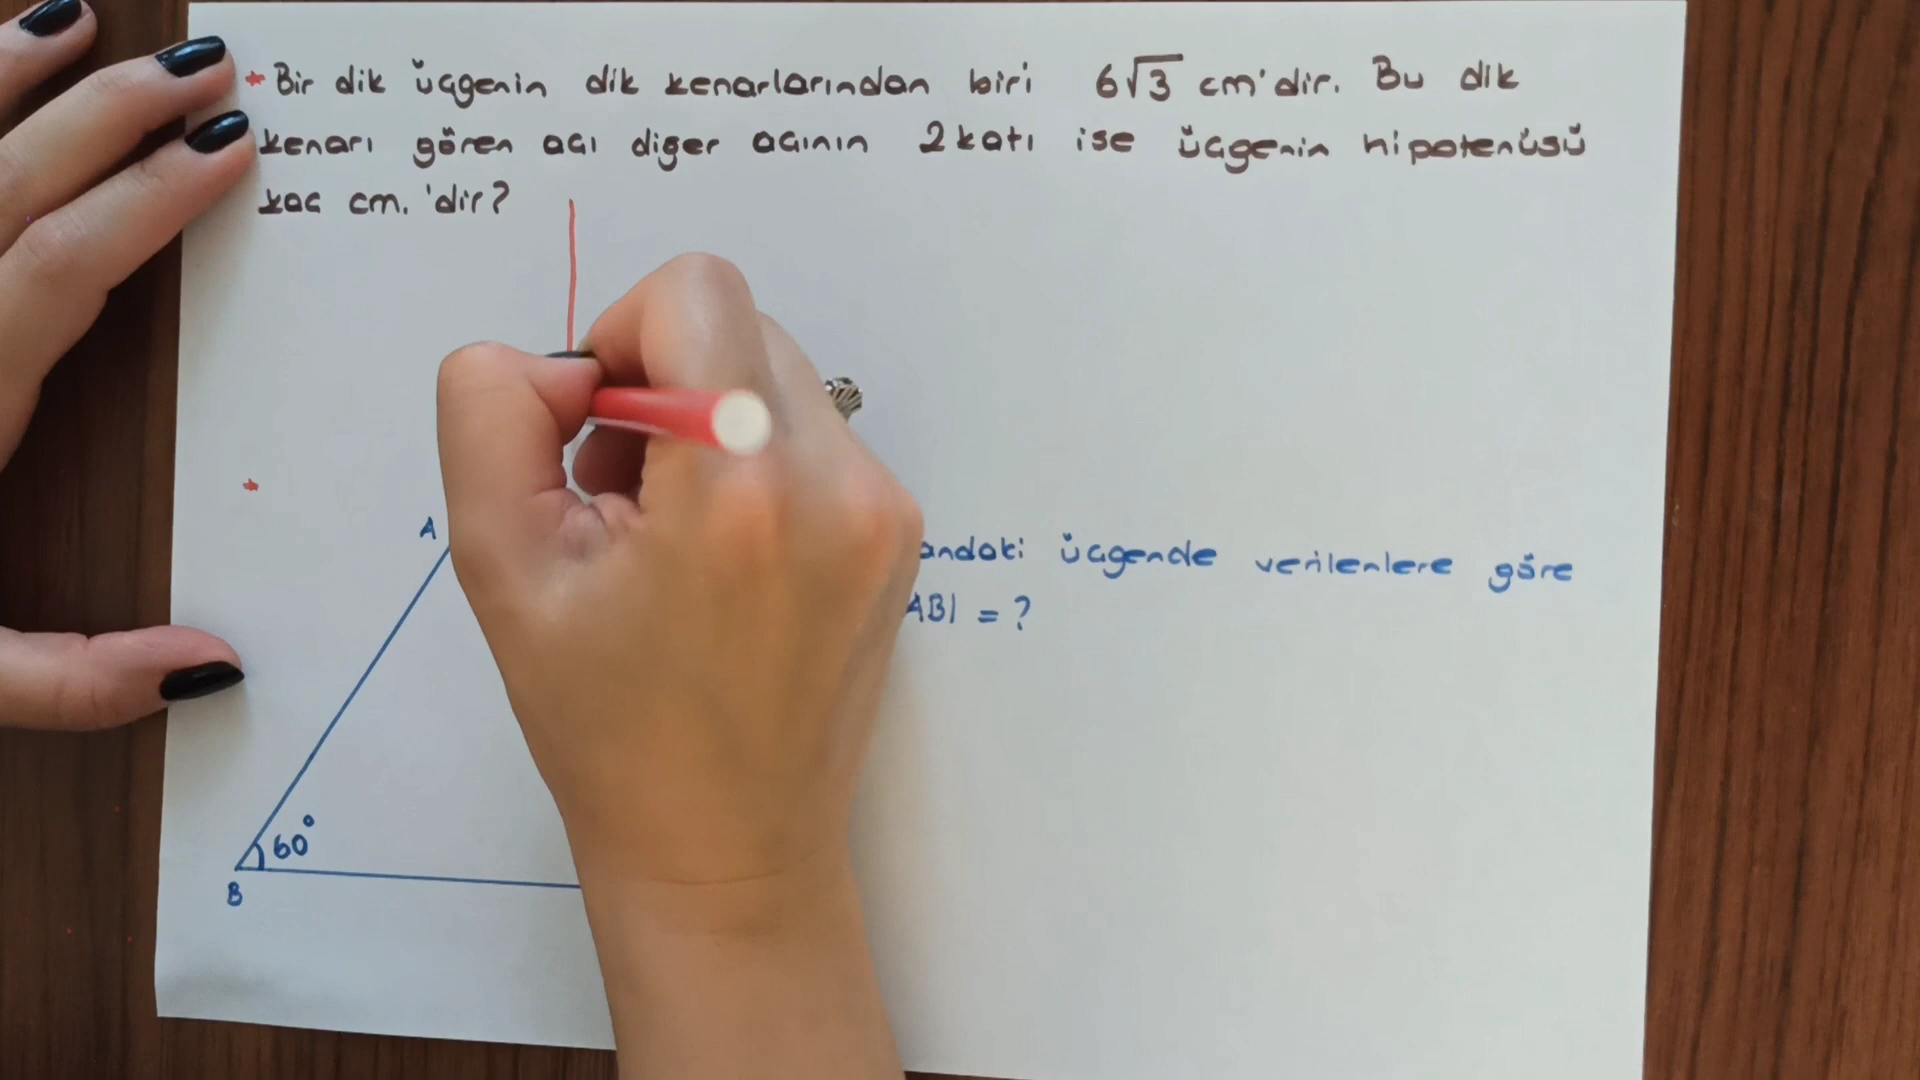 * Bir dik üçgenin dik kenarlarından biri 6√3 cm'dir. Bu dik
kenarı gören açı diğer açının 2 katı ise üçgenin hipotenüsü
kaç cm. 'dir?
*
A
üçgende verilenlere göre
AB| = ?
60°
B